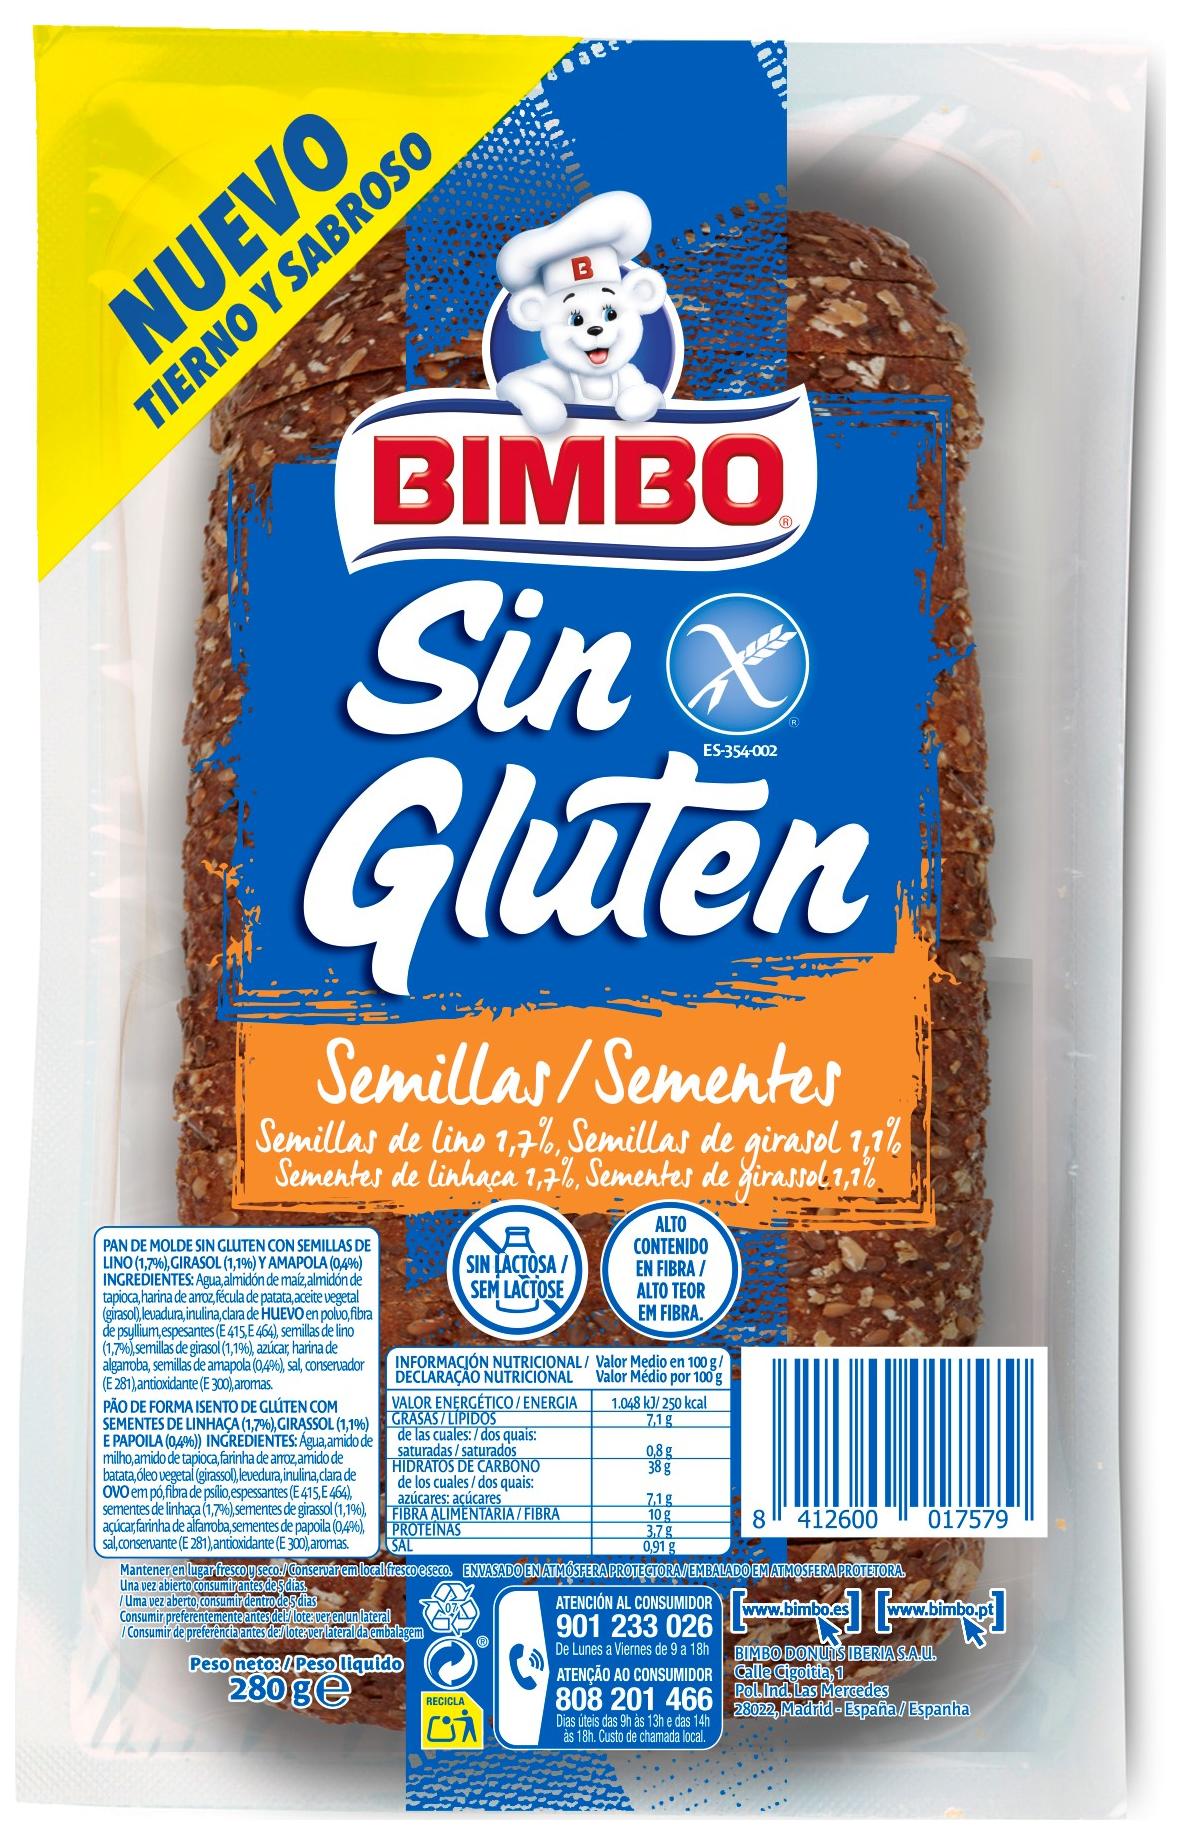 NUEVO
TIERNO Y SABROSO
B
BIMBO®
Sin
Gluten
®
ES-354-002
Semillas / Sementes
Semillas de lino 1,7%, Semillas de girasol 1,1%
Sementes de linhaça 1,7%, Sementes de girassol 1,1%
SIN LACTOSA /
SEM LACTOSE
ALTO
CONTENIDO
EN FIBRA /
ALTO TEOR
EM FIBRA.
PAN DE MOLDE SIN GLUTEN CON SEMILLAS DE
LINO (1,7%), GIRASOL (1,1%) Y AMAPOLA (0,4%)
INGREDIENTES: Agua, almidón de maíz, almidón de
tapioca, harina de arroz, fécula de patata, aceite vegetal
(girasol), levadura, inulina, clara de HUEVO en polvo, fibra
de psyllium, espesantes (E 415, E 464), semillas de lino
(1,7%), semillas de girasol (1,1%), azúcar, harina de
algarroba, semillas de amapola (0,4%), sal, conservador
(E 281), antioxidante (E 300), aromas.
PÃO DE FORMA ISENTO DE GLÚTEN COM
SEMENTES DE LINHAÇA (1,7%), GIRASSOL (1,1%)
E PAPOILA (0,4%)) INGREDIENTES: Água, amido de
milho, amido de tapioca, farinha de arroz, amido de
batata, óleo vegetal (girassol), levedura, inulina, clara de
OVO em pó, fibra de psílio, espessantes (E 415, E 464),
sementes de linhaça (1,7%), sementes de girassol (1,1%),
açúcar, farinha de alfarroba, sementes de papoila (0,4%),
sal, conservante (E 281), antioxidante (E 300), aromas.
INFORMACIÓN NUTRICIONAL / Valor Medio en 100 g /
DECLARAÇÃO NUTRICIONAL Valor Médio por 100 g
VALOR ENERGÉTICO / ENERGIA 1.048 kJ / 250 kcal
GRASAS / LÍPIDOS 7,1 g
de las cuales: / dos quais:
saturadas / saturados 0,8 g
HIDRATOS DE CARBONO 38 g
de los cuales / dos quais:
azúcares: açúcares 7,1 g
FIBRA ALIMENTARIA / FIBRA 10 g
PROTEÍNAS 3,7 g
SAL 0,91 g
8 412600 017579
Mantener en lugar fresco y seco. / Conservar em local fresco e seco. ENVASADO EN ATMÓSFERA PROTECTORA / EMBALADO EM ATMOSFERA PROTETORA.
Una vez abierto consumir antes de 5 días.
/ Uma vez aberto, consumir dentro de 5 dias
Consumir preferentemente antes del: / lote: ver en un lateral
/ Consumir de preferência antes de: / lote: ver lateral da embalagem
Peso neto: / Peso líquido
280 g e
07
®
RECICLA
ATENCIÓN AL CONSUMIDOR
901 233 026
De Lunes a Viernes de 9 a 18h
ATENÇÃO AO CONSUMIDOR
808 201 466
Dias úteis das 9h às 13h e das 14h
às 18h. Custo de chamada local.
www.bimbo.es
www.bimbo.pt
BIMBO DONUTS IBERIA S.A.U.
Calle Cigoitia, 1
Pol. Ind. Las Mercedes
28022, Madrid - España / Espanha